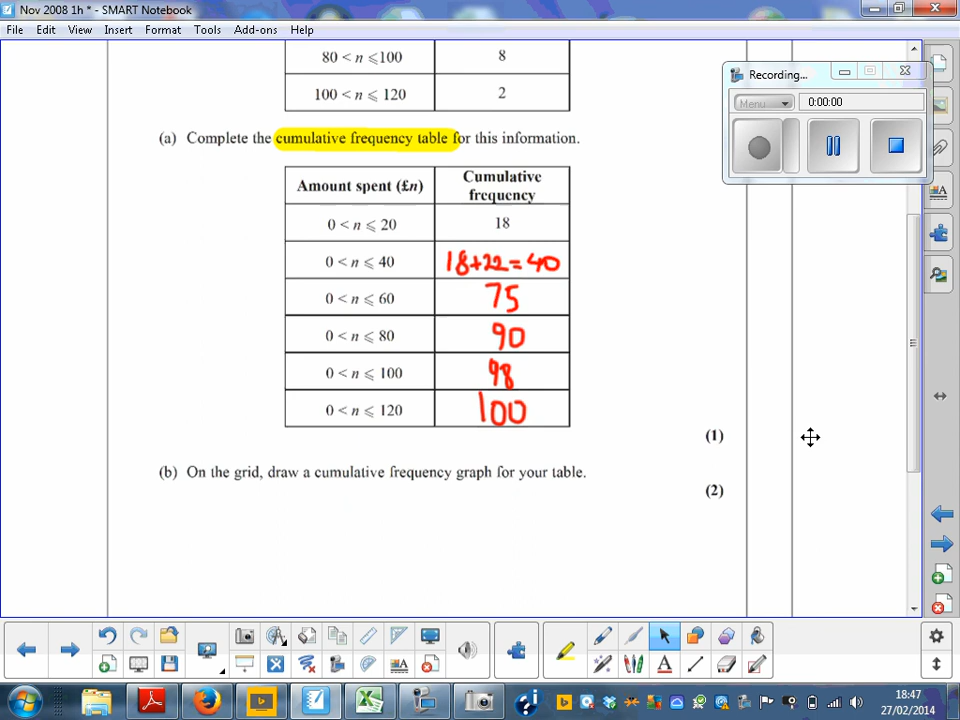 Nov 2008 1h * - SMART Notebook
File Edit View Insert Format Tools Add-ons Help
80 < n ⩽100 8
100 < n ⩽ 120 2
Recording...
Menu 0:00:00
(a) Complete the cumulative frequency table for this information.
Amount spent (£n) Cumulative frequency
0 < n ⩽ 20 18
0 < n ⩽ 40 18+22=40
0 < n ⩽ 60 75
0 < n ⩽ 80 90
0 < n ⩽ 100 98
0 < n ⩽ 120 100
(1)
(b) On the grid, draw a cumulative frequency graph for your table.
(2)
18:47
27/02/2014